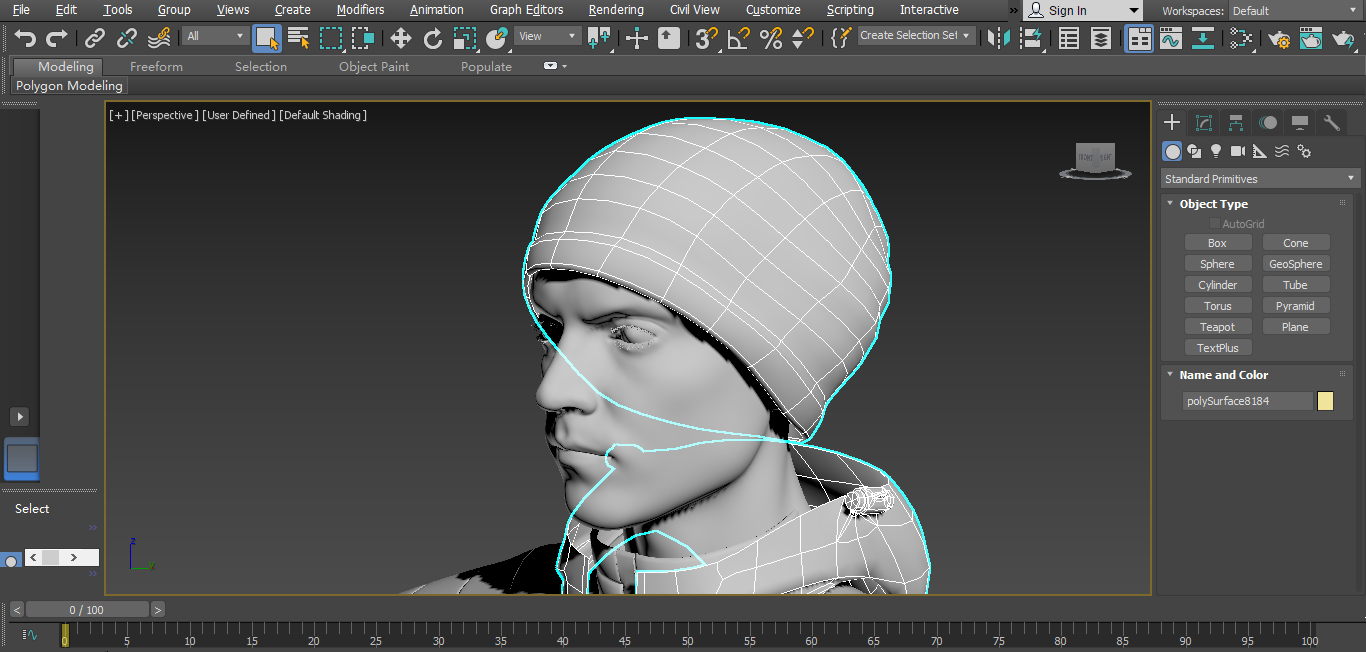 File Edit Tools Group Views Create Modifiers Animation Graph Editors Rendering Civil View Customize Scripting Interactive » Sign In Workspaces: Default
All View 3 Create Selection Set
Modeling Freeform Selection Object Paint Populate
Polygon Modeling
[+] [Perspective] [User Defined] [Default Shading]
FRONT
Standard Primitives
Object Type
AutoGrid
Box Cone
Sphere GeoSphere
Cylinder Tube
Torus Pyramid
Teapot Plane
TextPlus
Name and Color
polySurface8184
Select
»
< >
»
z
y
< 0 / 100 >
0 5 10 15 20 25 30 35 40 45 50 55 60 65 70 75 80 85 90 95 100